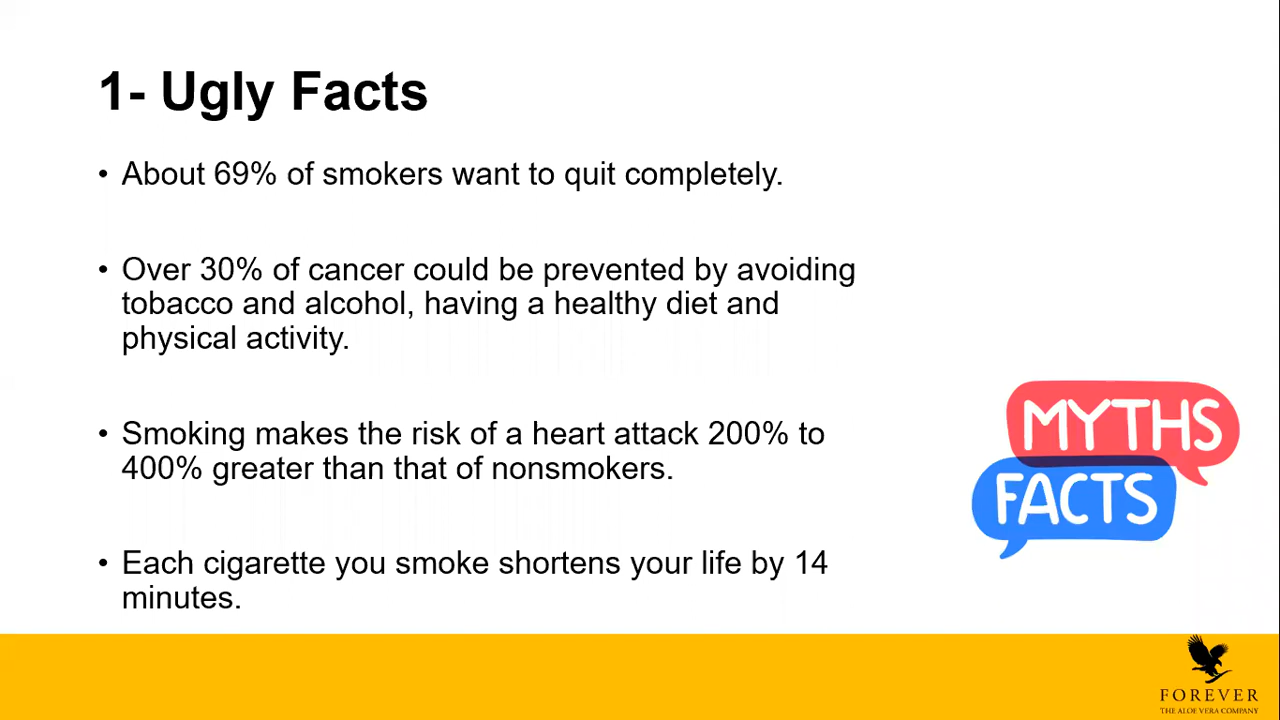 1- Ugly Facts
• About 69% of smokers want to quit completely.
• Over 30% of cancer could be prevented by avoiding
tobacco and alcohol, having a healthy diet and
physical activity.
• Smoking makes the risk of a heart attack 200% to
400% greater than that of nonsmokers.
• Each cigarette you smoke shortens your life by 14
minutes.
MYTHS
FACTS
FOREVER
THE ALOE VERA COMPANY